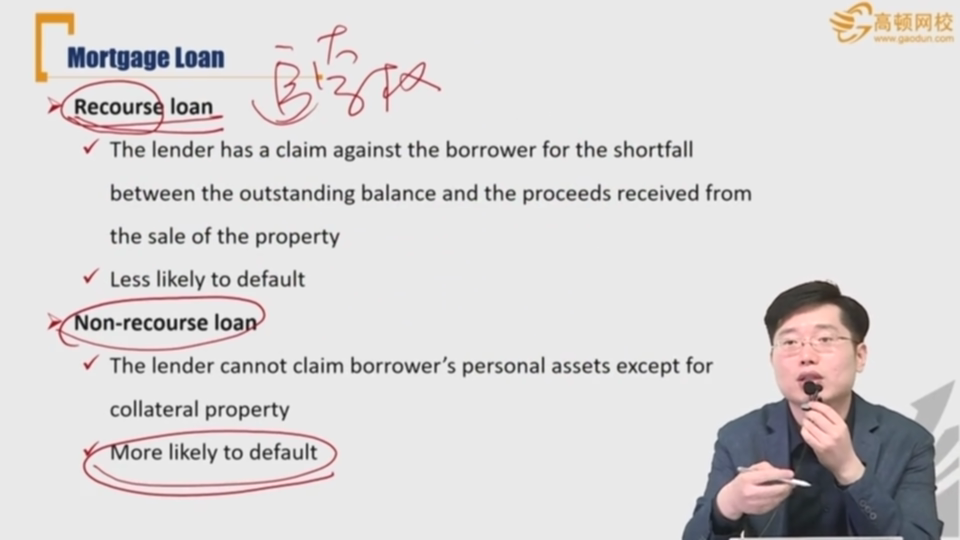 高顿网校
www.gaodun.com
Mortgage Loan
Recourse loan
The lender has a claim against the borrower for the shortfall
between the outstanding balance and the proceeds received from
the sale of the property
Less likely to default
Non-recourse loan
The lender cannot claim borrower’s personal assets except for
collateral property
More likely to default